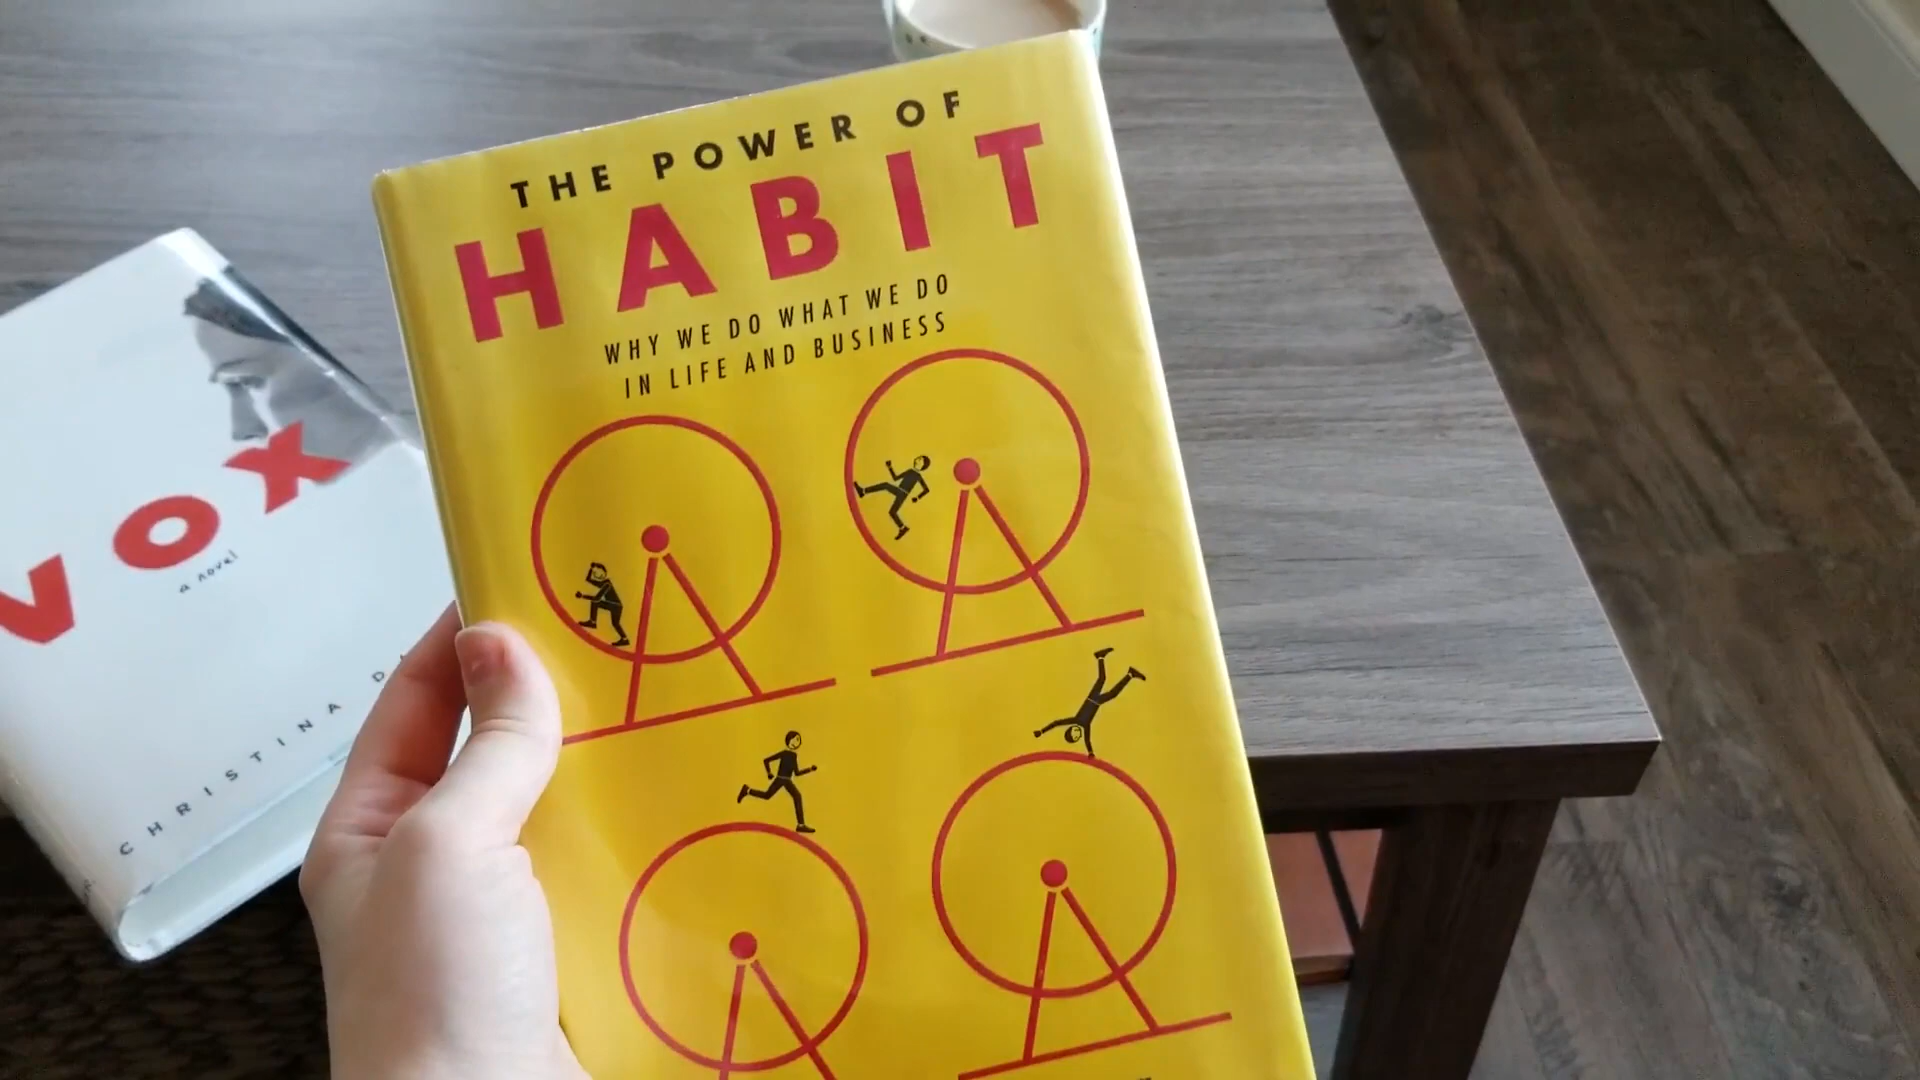 THE POWER OF
HABIT
WHY WE DO WHAT WE DO
IN LIFE AND BUSINESS
VOX
a novel
CHRISTINA